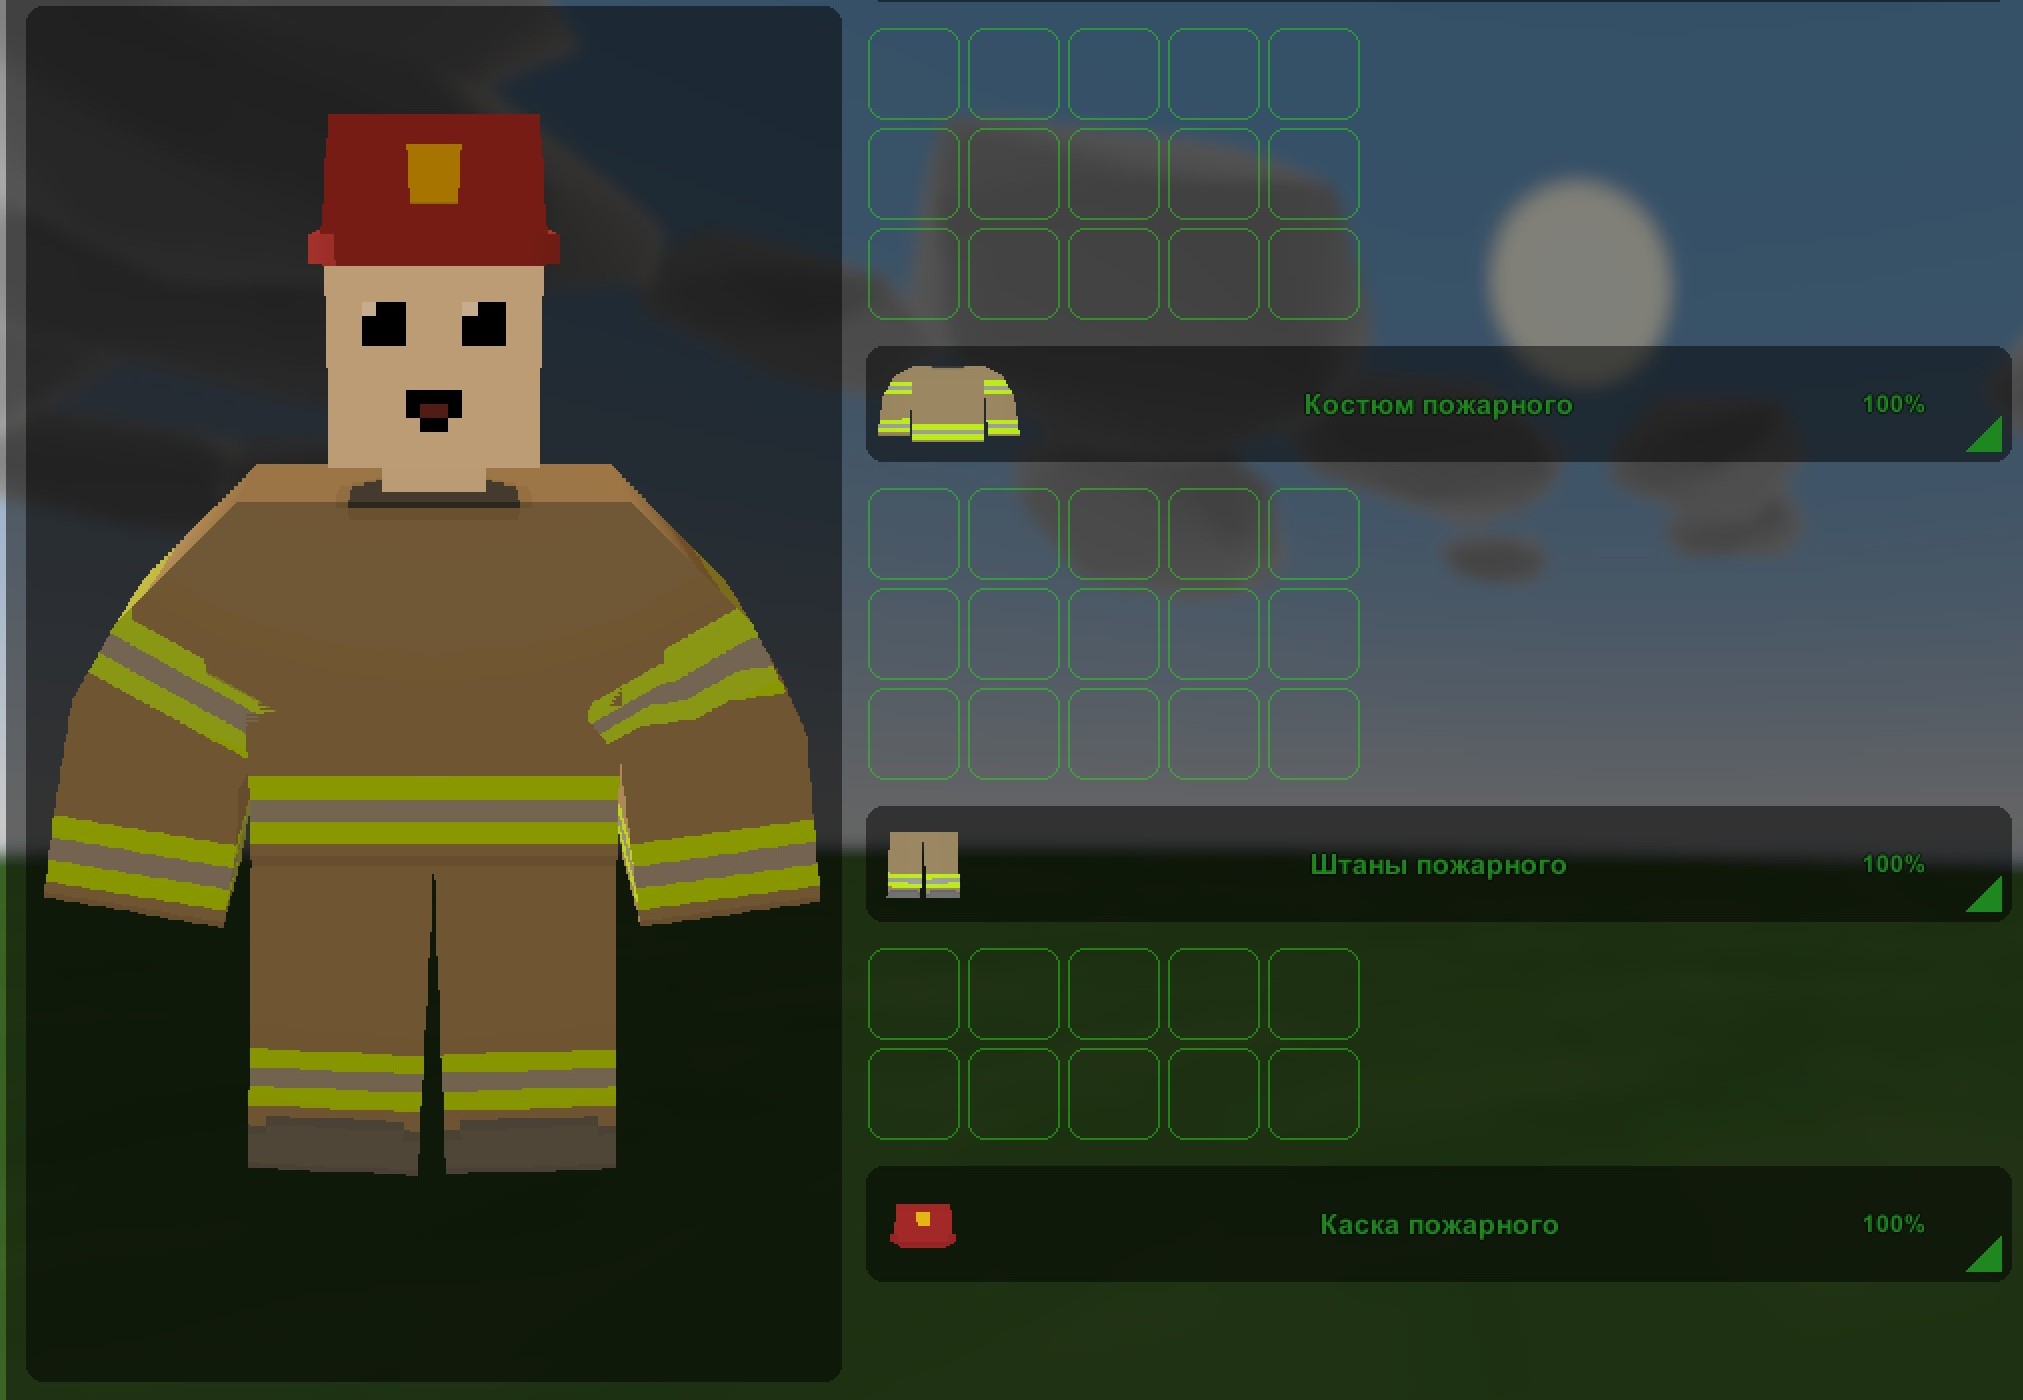 Костюм пожарного 100%
Штаны пожарного 100%
Каска пожарного 100%